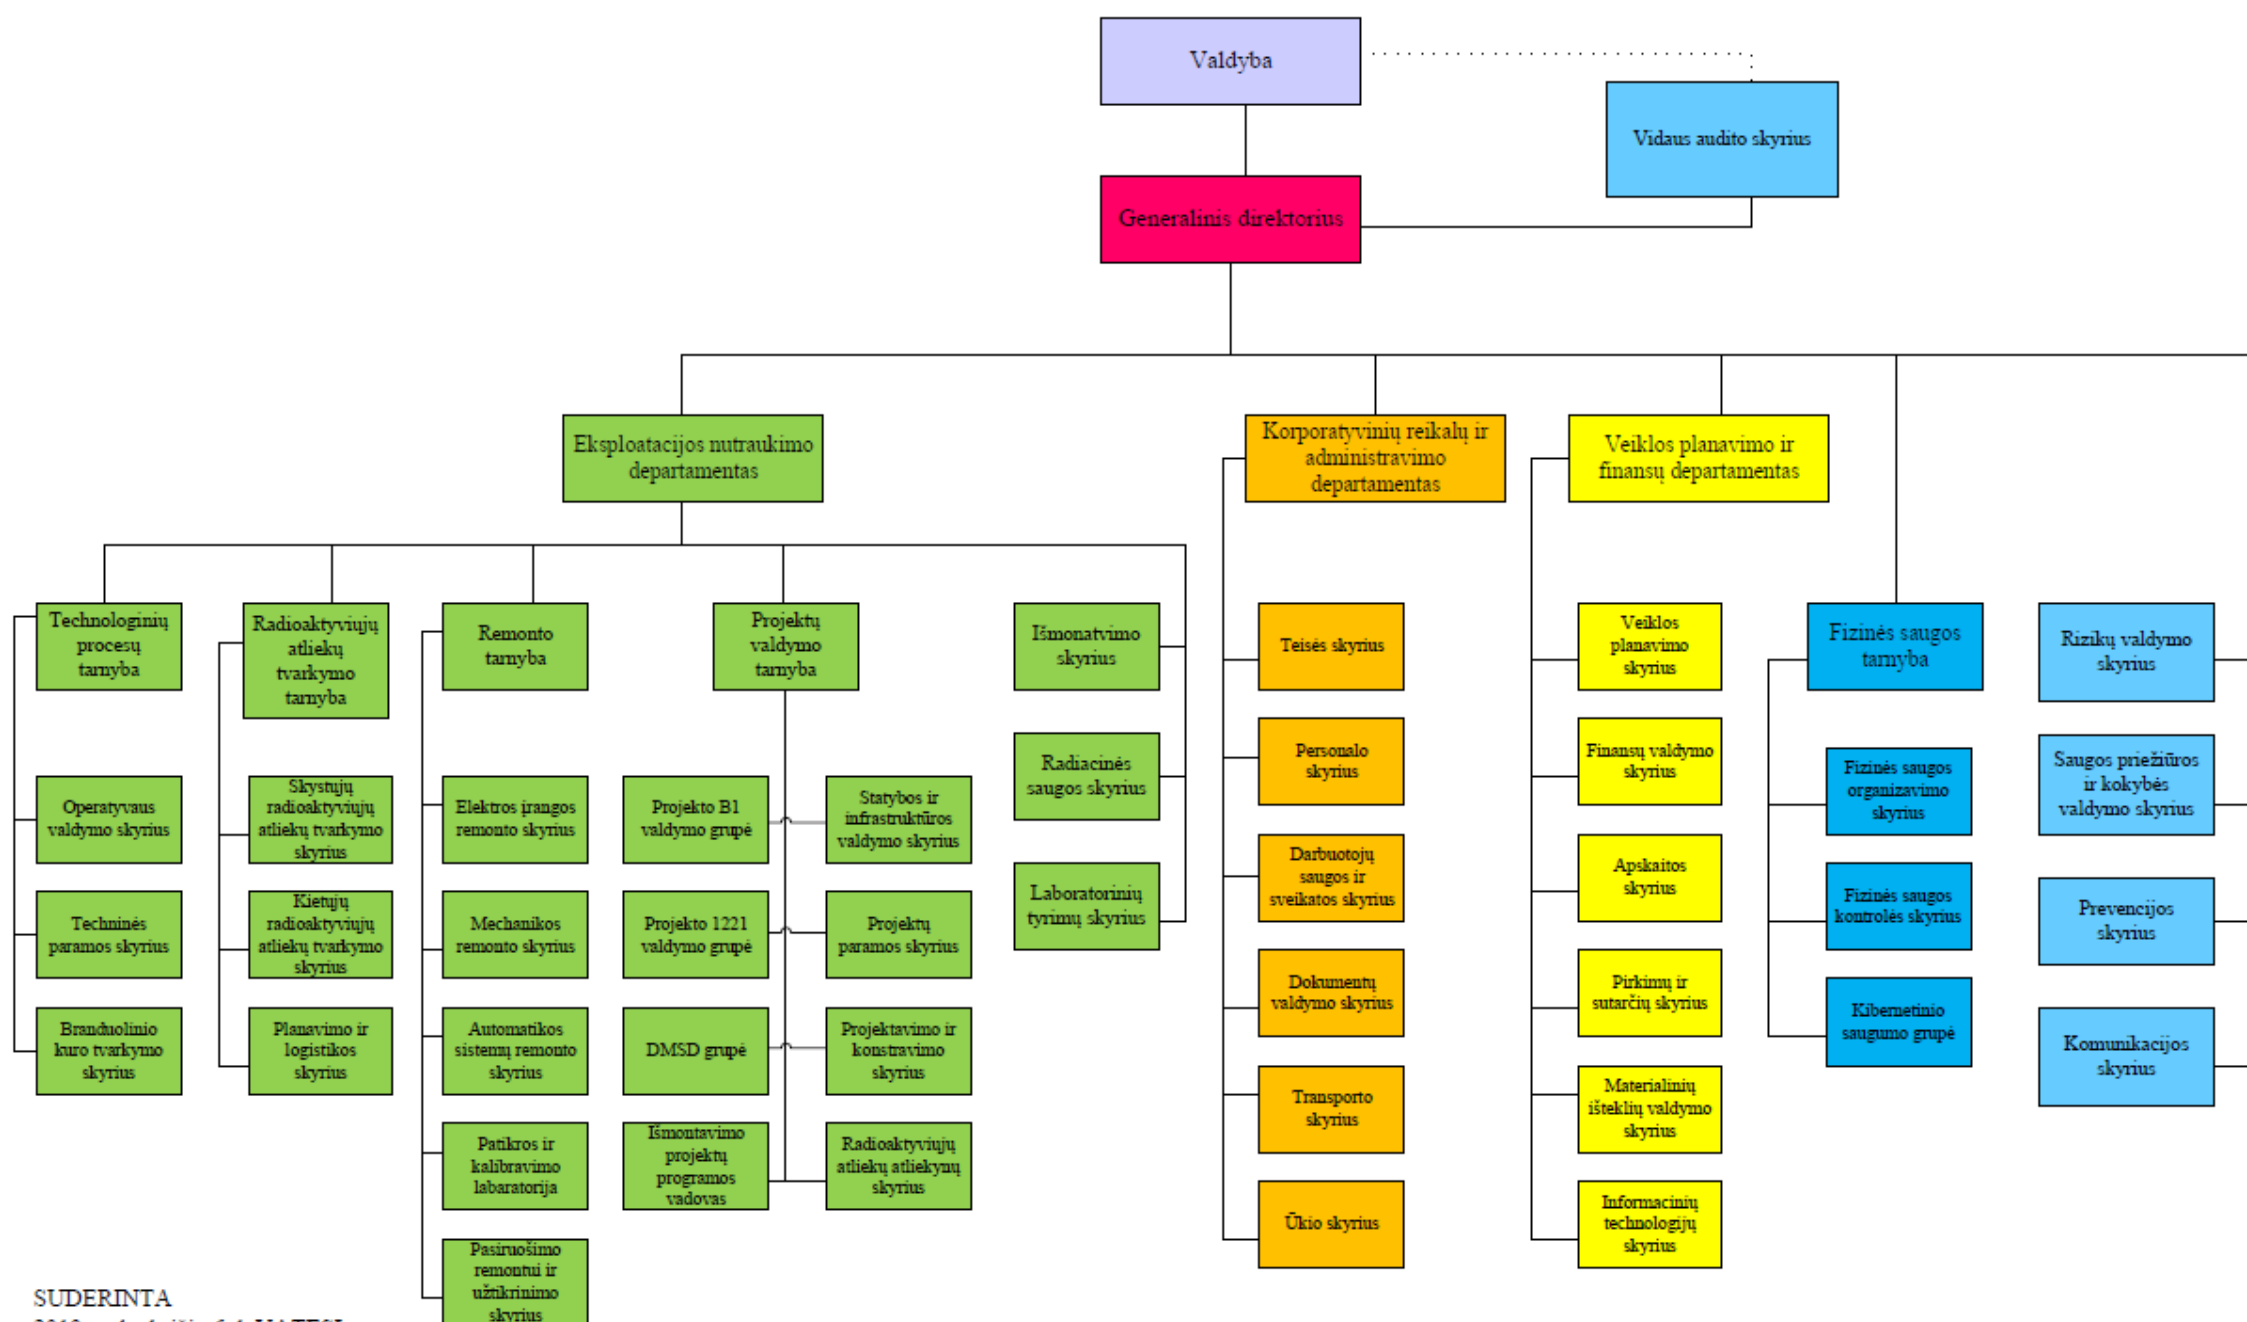 Valdyba
Vidaus audito skyrius
Generalinis direktorius
Eksploatacijos nutraukimo
departamentas
Korporatyvinių reikalų ir
administravimo
departamentas
Veiklos planavimo ir
finansų departamentas
Technologinių
procesų
tarnyba
Radioaktyviųjų
atliekų
tvarkymo
tarnyba
Remonto
tarnyba
Projektų
valdymo
tarnyba
Išmonatvimo
skyrius
Teisės skyrius
Veiklos
planavimo
skyrius
Fizinės saugos
tarnyba
Rizikų valdymo
skyrius
Radiacinės
saugos skyrius
Personalo
skyrius
Finansų valdymo
skyrius
Fizinės saugos
organizavimo
skyrius
Saugos priežiūros
ir kokybės
valdymo skyrius
Operatyvaus
valdymo skyrius
Skystųjų
radioaktyviųjų
atliekų tvarkymo
skyrius
Elektros įrangos
remonto skyrius
Projekto B1
valdymo grupė
Statybos ir
infrastruktūros
valdymo skyrius
Laboratorinių
tyrimų skyrius
Darbuotojų
saugos ir
sveikatos skyrius
Apskaitos
skyrius
Fizinės saugos
kontrolės skyrius
Prevencijos
skyrius
Techninės
paramos skyrius
Kietųjų
radioaktyviųjų
atliekų tvarkymo
skyrius
Mechanikos
remonto skyrius
Projekto 1221
valdymo grupė
Projektų
paramos skyrius
Dokumentų
valdymo skyrius
Pirkimų ir
sutarčių skyrius
Kibernetinio
saugumo grupė
Komunikacijos
skyrius
Branduolinio
kuro tvarkymo
skyrius
Planavimo ir
logistikos
skyrius
Automatikos
sistemų remonto
skyrius
DMSD grupė
Projektavimo ir
konstravimo
skyrius
Transporto
skyrius
Materialinių
išteklių valdymo
skyrius
Patikros ir
kalibravimo
labaratorija
Išmontavimo
projektų
programos
vadovas
Radioaktyviųjų
atliekų atliekynų
skyrius
Ūkio skyrius
Informacinių
technologijų
skyrius
Pasiruošimo
remontui ir
užtikrinimo
skyrius
SUDERINTA